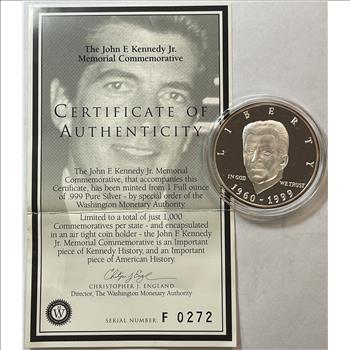 The John F. Kennedy Jr.
Memorial Commemorative
CERTIFICATE OF
AUTHENTICITY
The John F. Kennedy Jr. Memorial
Commemorative, that accompanies this
Certificate, has been minted from 1 Full ounce
of .999 Pure Silver - by special order of the
Washington Monetary Authority.
Limited to a total of just 1,000
Commemoratives per state - and encapsulated
in an air tight coin holder - the John F. Kennedy
Jr. Memorial Commemorative is an Important
piece of Kennedy History, and an Important
piece of American History.
CHRISTOPHER J. ENGLAND
Director, The Washington Monetary Authority
W
SERIAL NUMBER: F 0272
LIBERTY
IN GOD WE TRUST
1960-1999